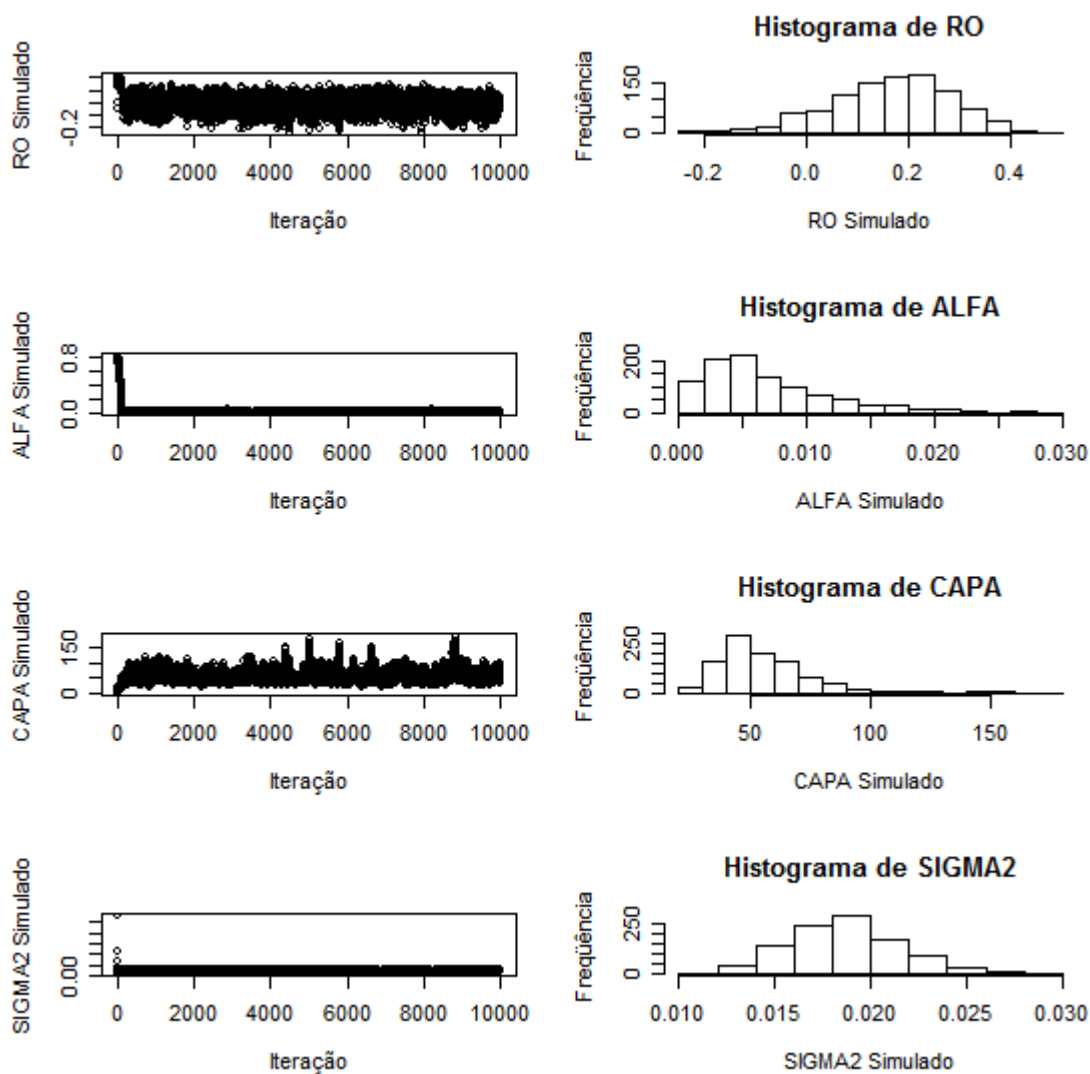 Histograma de RO
RO Simulado
-0.2
0 2000 4000 6000 8000 10000
Iteração
Freqüência
0 150
-0.2 0.0 0.2 0.4
RO Simulado
Histograma de ALFA
ALFA Simulado
0.0 0.8
0 2000 4000 6000 8000 10000
Iteração
Freqüência
0 200
0.000 0.010 0.020 0.030
ALFA Simulado
Histograma de CAPA
CAPA Simulado
0 150
0 2000 4000 6000 8000 10000
Iteração
Freqüência
0 250
50 100 150
CAPA Simulado
Histograma de SIGMA2
SIGMA2 Simulado
0.00
0 2000 4000 6000 8000 10000
Iteração
Freqüência
0 250
0.010 0.015 0.020 0.025 0.030
SIGMA2 Simulado